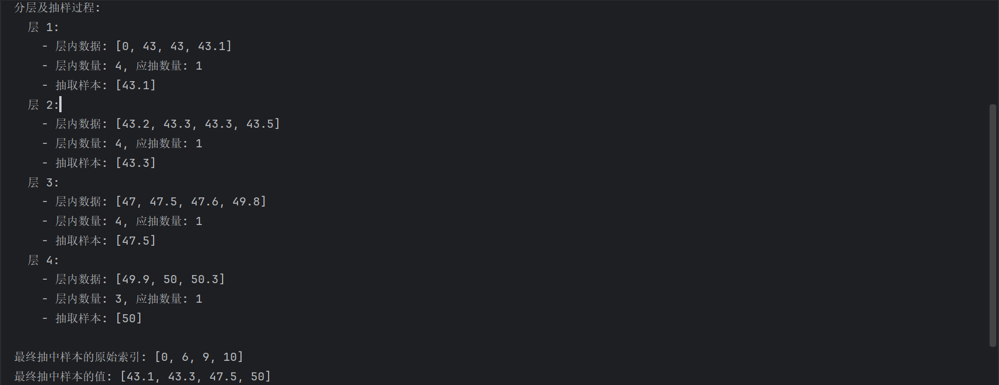 分层及抽样过程:
层 1:
- 层内数据: [0, 43, 43, 43.1]
- 层内数量: 4, 应抽数量: 1
- 抽取样本: [43.1]
层 2:
- 层内数据: [43.2, 43.3, 43.3, 43.5]
- 层内数量: 4, 应抽数量: 1
- 抽取样本: [43.3]
层 3:
- 层内数据: [47, 47.5, 47.6, 49.8]
- 层内数量: 4, 应抽数量: 1
- 抽取样本: [47.5]
层 4:
- 层内数据: [49.9, 50, 50.3]
- 层内数量: 3, 应抽数量: 1
- 抽取样本: [50]
最终抽中样本的原始索引: [0, 6, 9, 10]
最终抽中样本的值: [43.1, 43.3, 47.5, 50]